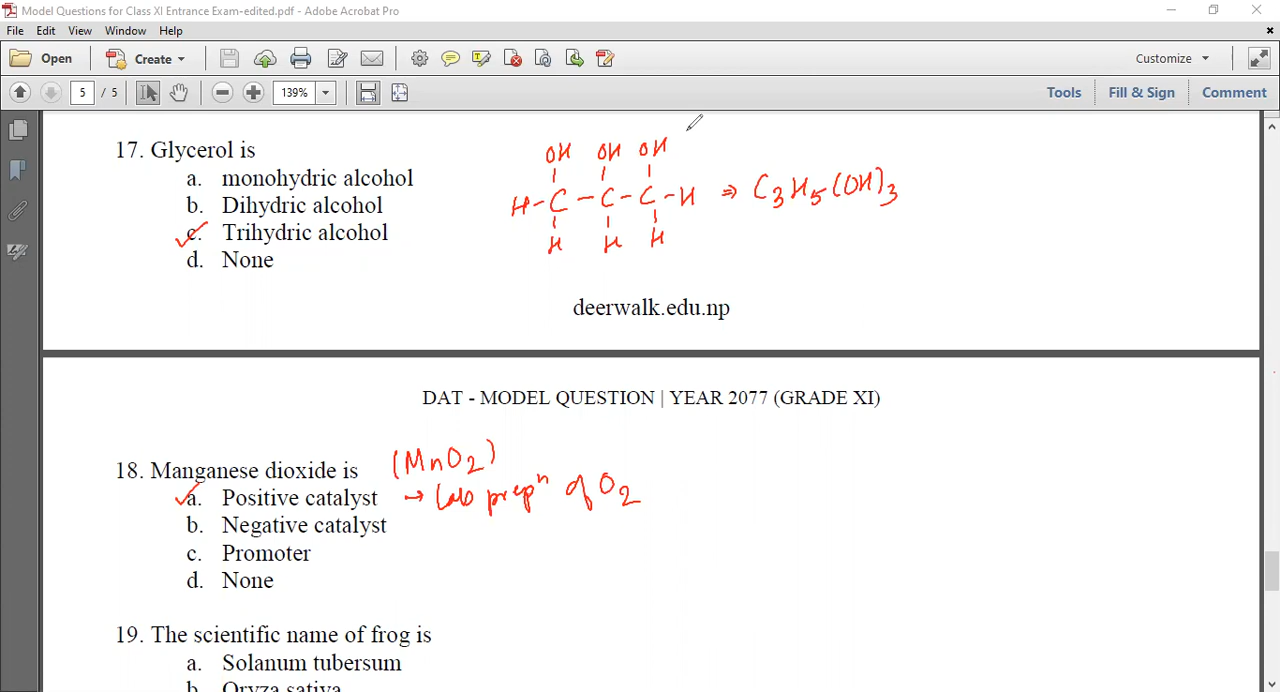 Model Questions for Class XI Entrance Exam-edited.pdf - Adobe Acrobat Pro
File Edit View Window Help
Open Create Customize
5 / 5 139% Tools Fill & Sign Comment
17. Glycerol is
a. monohydric alcohol
b. Dihydric alcohol
c. Trihydric alcohol
d. None
OH OH OH
H-C-C-C-H ⇒ C3H5(OH)3
H H H
deerwalk.edu.np
DAT - MODEL QUESTION | YEAR 2077 (GRADE XI)
18. Manganese dioxide is (MnO2)
a. Positive catalyst → Lab prepn of O2
b. Negative catalyst
c. Promoter
d. None
19. The scientific name of frog is
a. Solanum tubersum
b. Oryza sativa